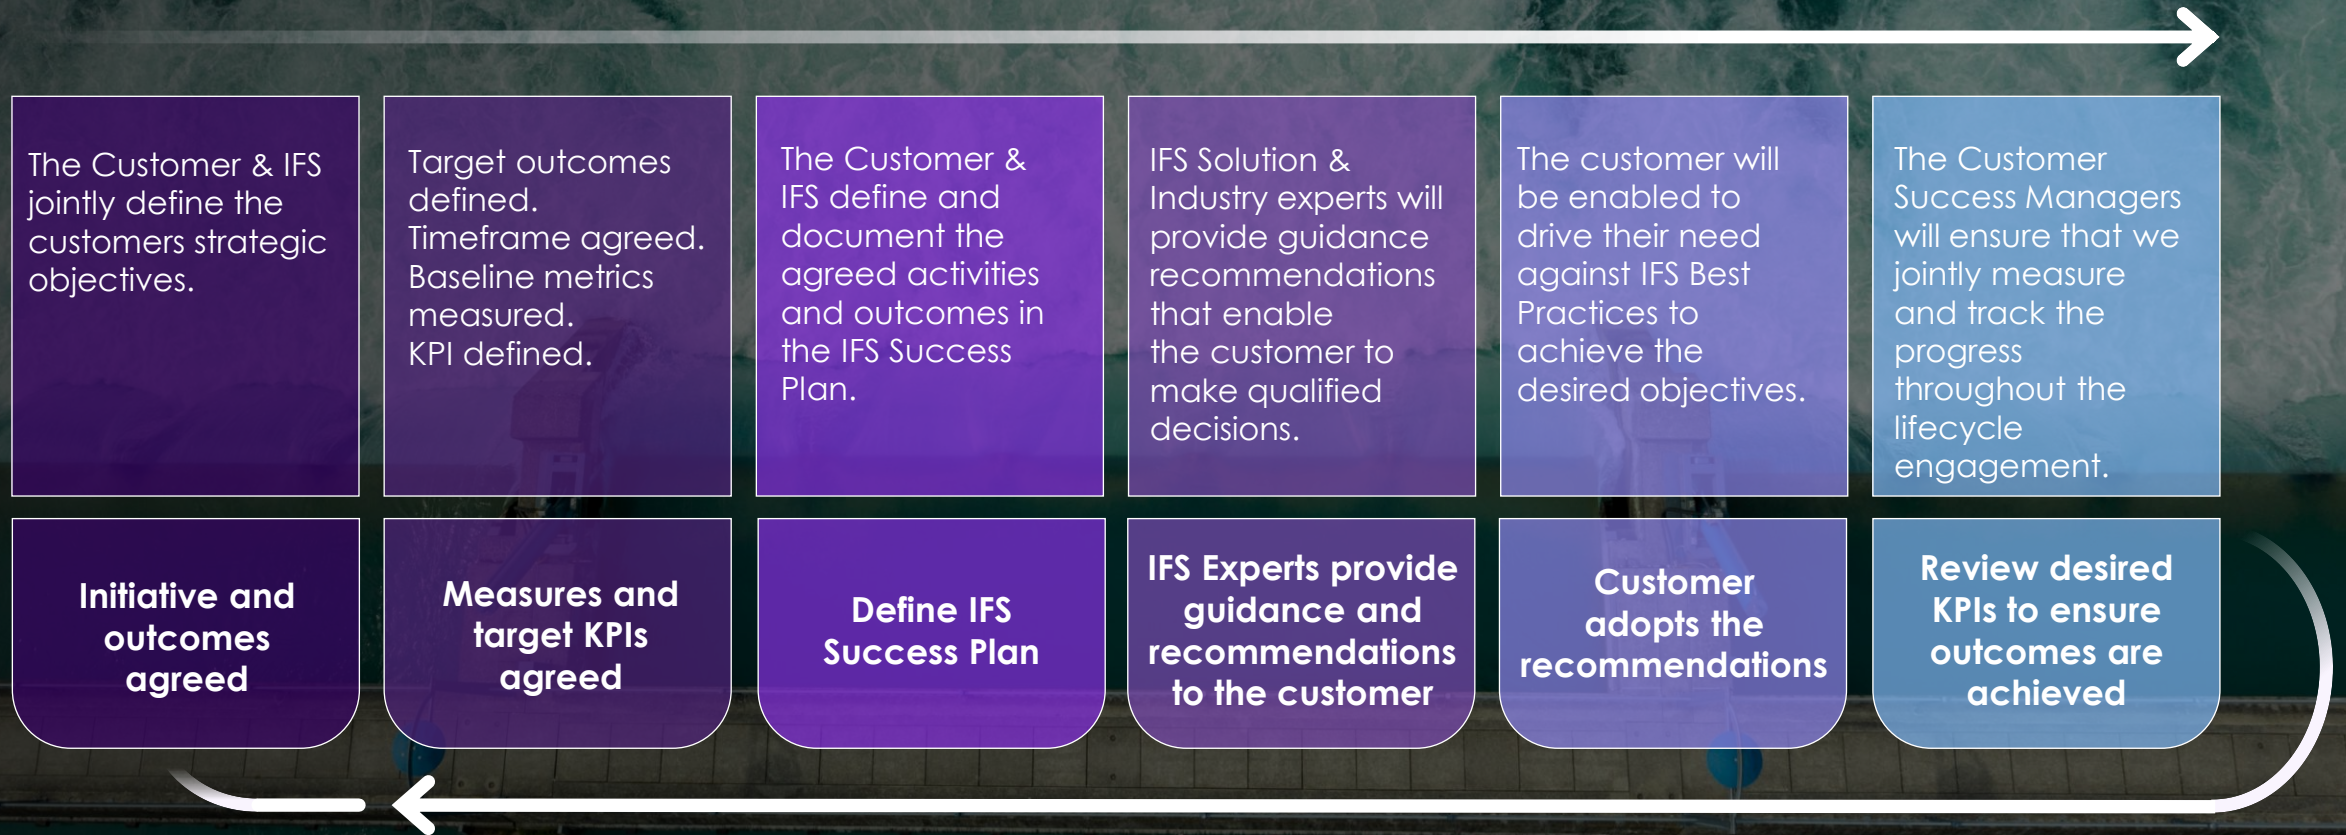 The Customer & IFS
jointly define the
customers strategic
objectives.
Target outcomes
defined.
Timeframe agreed.
Baseline metrics
measured.
KPI defined.
The Customer &
IFS define and
document the
agreed activities
and outcomes in
the IFS Success
Plan.
IFS Solution &
Industry experts will
provide guidance
recommendations
that enable
the customer to
make qualified
decisions.
The customer will
be enabled to
drive their need
against IFS Best
Practices to
achieve the
desired objectives.
The Customer
Success Managers
will ensure that we
jointly measure
and track the
progress
throughout the
lifecycle
engagement.
Initiative and
outcomes
agreed
Measures and
target KPIs
agreed
Define IFS
Success Plan
IFS Experts provide
guidance and
recommendations
to the customer
Customer
adopts the
recommendations
Review desired
KPIs to ensure
outcomes are
achieved